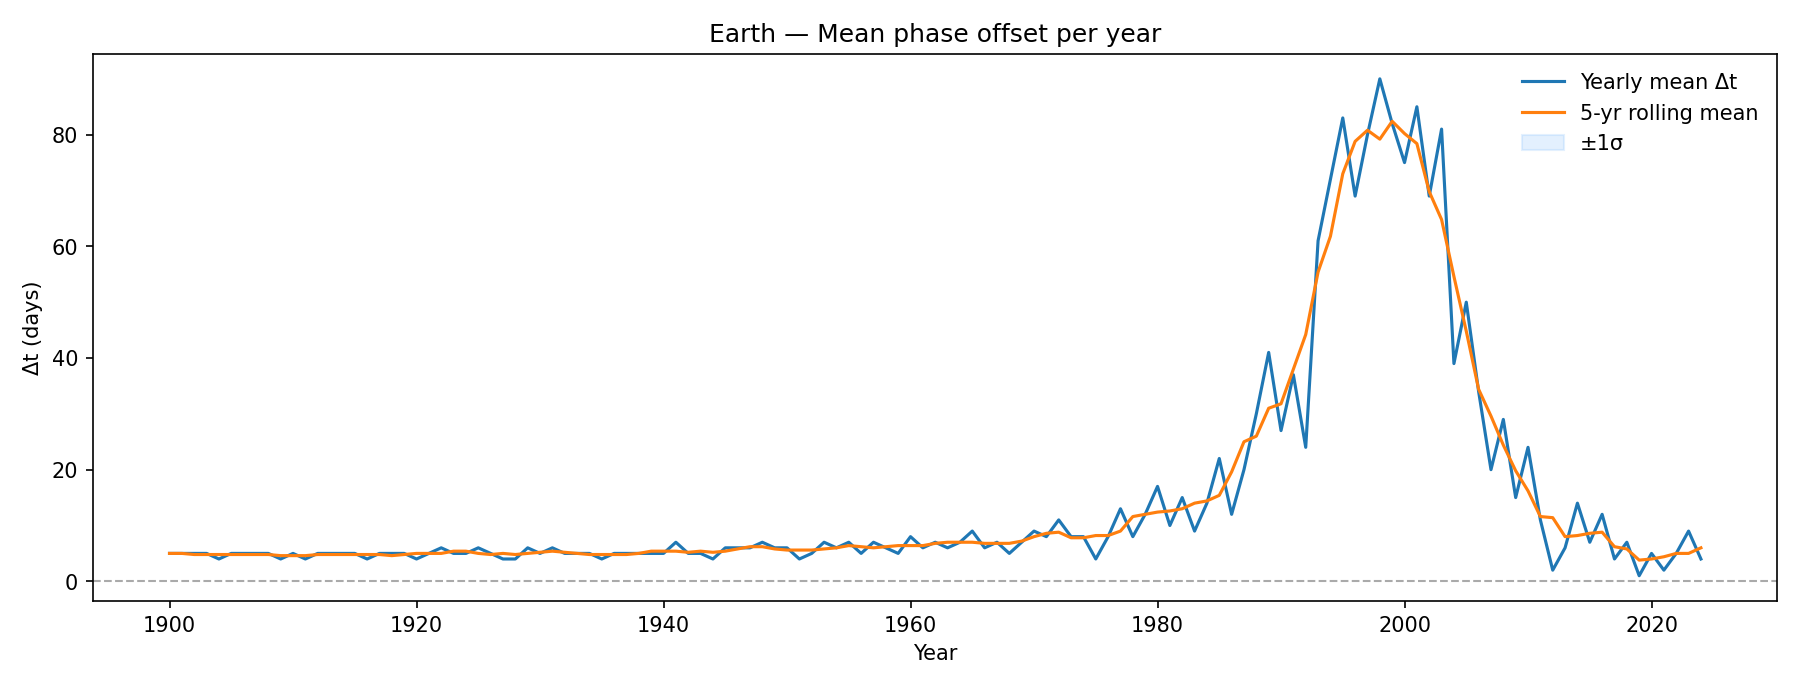 Earth — Mean phase offset per year
Yearly mean Δt
5-yr rolling mean
±1σ
Δt (days)
80
60
40
20
0
1900 1920 1940 1960 1980 2000 2020
Year